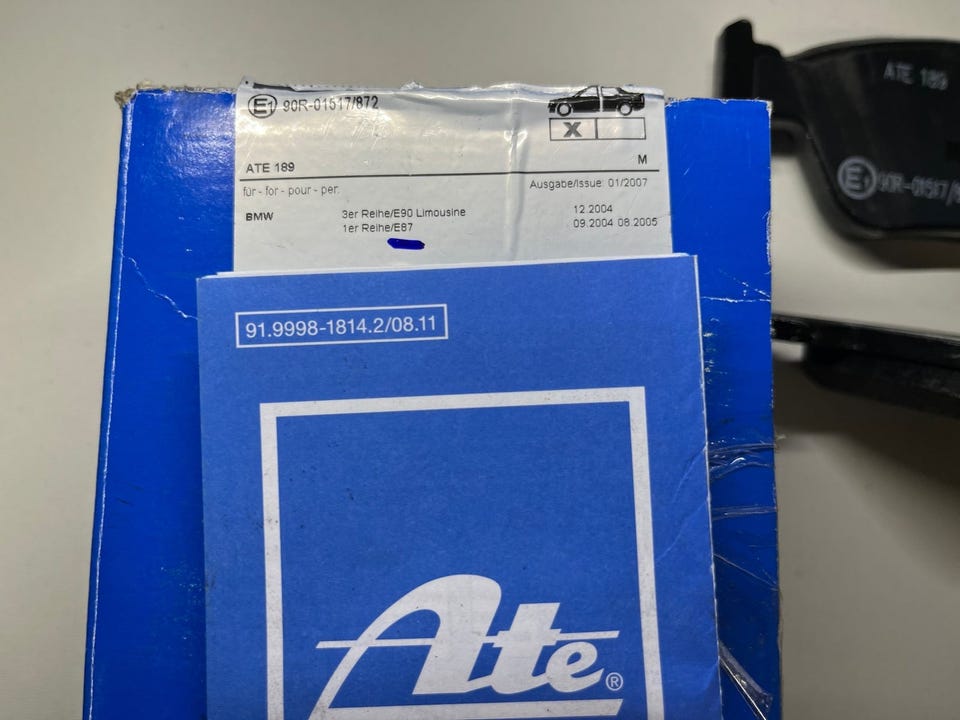 E1 90R-01517/872
X
ATE 189 M
für - for - pour - per:
Ausgabe/Issue: 01/2007
BMW 3er Reihe/E90 Limousine 12.2004
1er Reihe/E87 09.2004 08.2005
91.9998-1814.2/08.11
Ate®
ATE 189
E1 90R-01517/